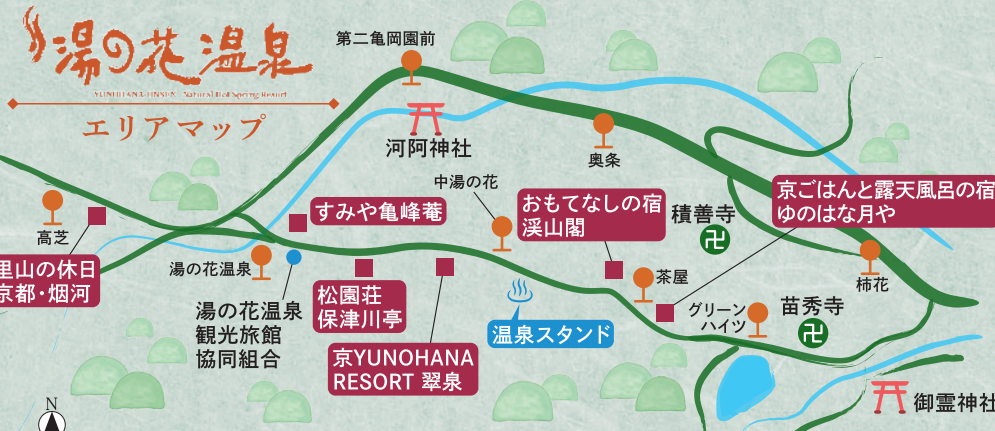 湯の花温泉
YUNOHANA ONSEN Natural Hot Spring Resort
エリアマップ
第二亀岡園前
河阿神社
奥条
中湯の花
高芝
すみや亀峰菴
おもてなしの宿
渓山閣
積善寺
京ごはんと露天風呂の宿
ゆのはな月や
里山の休日
京都・烟河
湯の花温泉
湯の花温泉
観光旅館
協同組合
松園荘
保津川亭
京YUNOHANA
RESORT 翠泉
温泉スタンド
茶屋
グリーン
ハイツ
苗秀寺
柿花
御霊神社
N